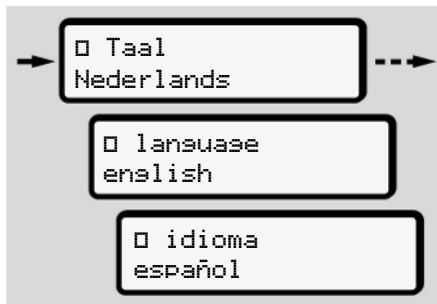 □ Taal
Nederlands
□ language
english
□ idioma
español